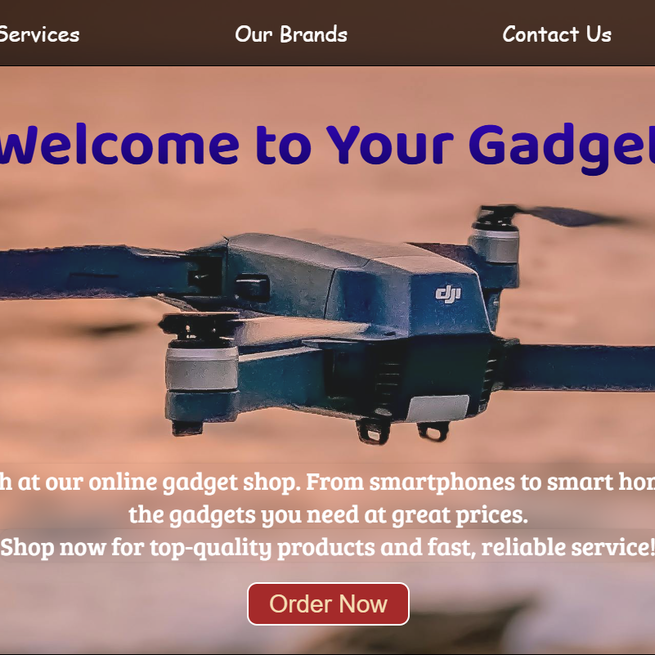 Services
Our Brands
Contact Us
Welcome to Your Gadget
dji
h at our online gadget shop. From smartphones to smart hom
the gadgets you need at great prices.
Shop now for top-quality products and fast, reliable service!
Order Now